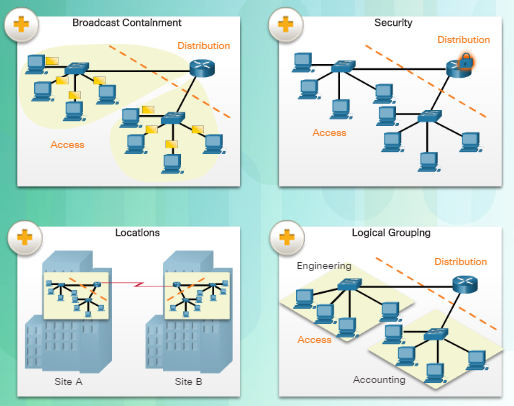 Broadcast Containment
Distribution
Access
Security
Distribution
Access
Locations
Site A
Site B
Logical Grouping
Engineering
Distribution
Access
Accounting